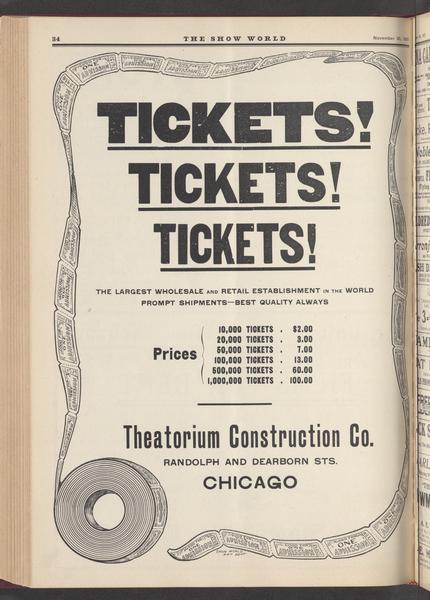 34
THE SHOW WORLD
TICKETS!
TICKETS!
TICKETS!
THE LARGEST WHOLESALE AND RETAIL ESTABLISHMENT IN THE WORLD
PROMPT SHIPMENTS—BEST QUALITY ALWAYS
Prices
10,000 TICKETS . $2.00
20,000 TICKETS . 3.00
50,000 TICKETS . 7.00
100,000 TICKETS . 13.00
500,000 TICKETS . 60.00
1,000,000 TICKETS . 100.00
Theatorium Construction Co.
RANDOLPH AND DEARBORN STS.
CHICAGO
ONE
ADMISSION